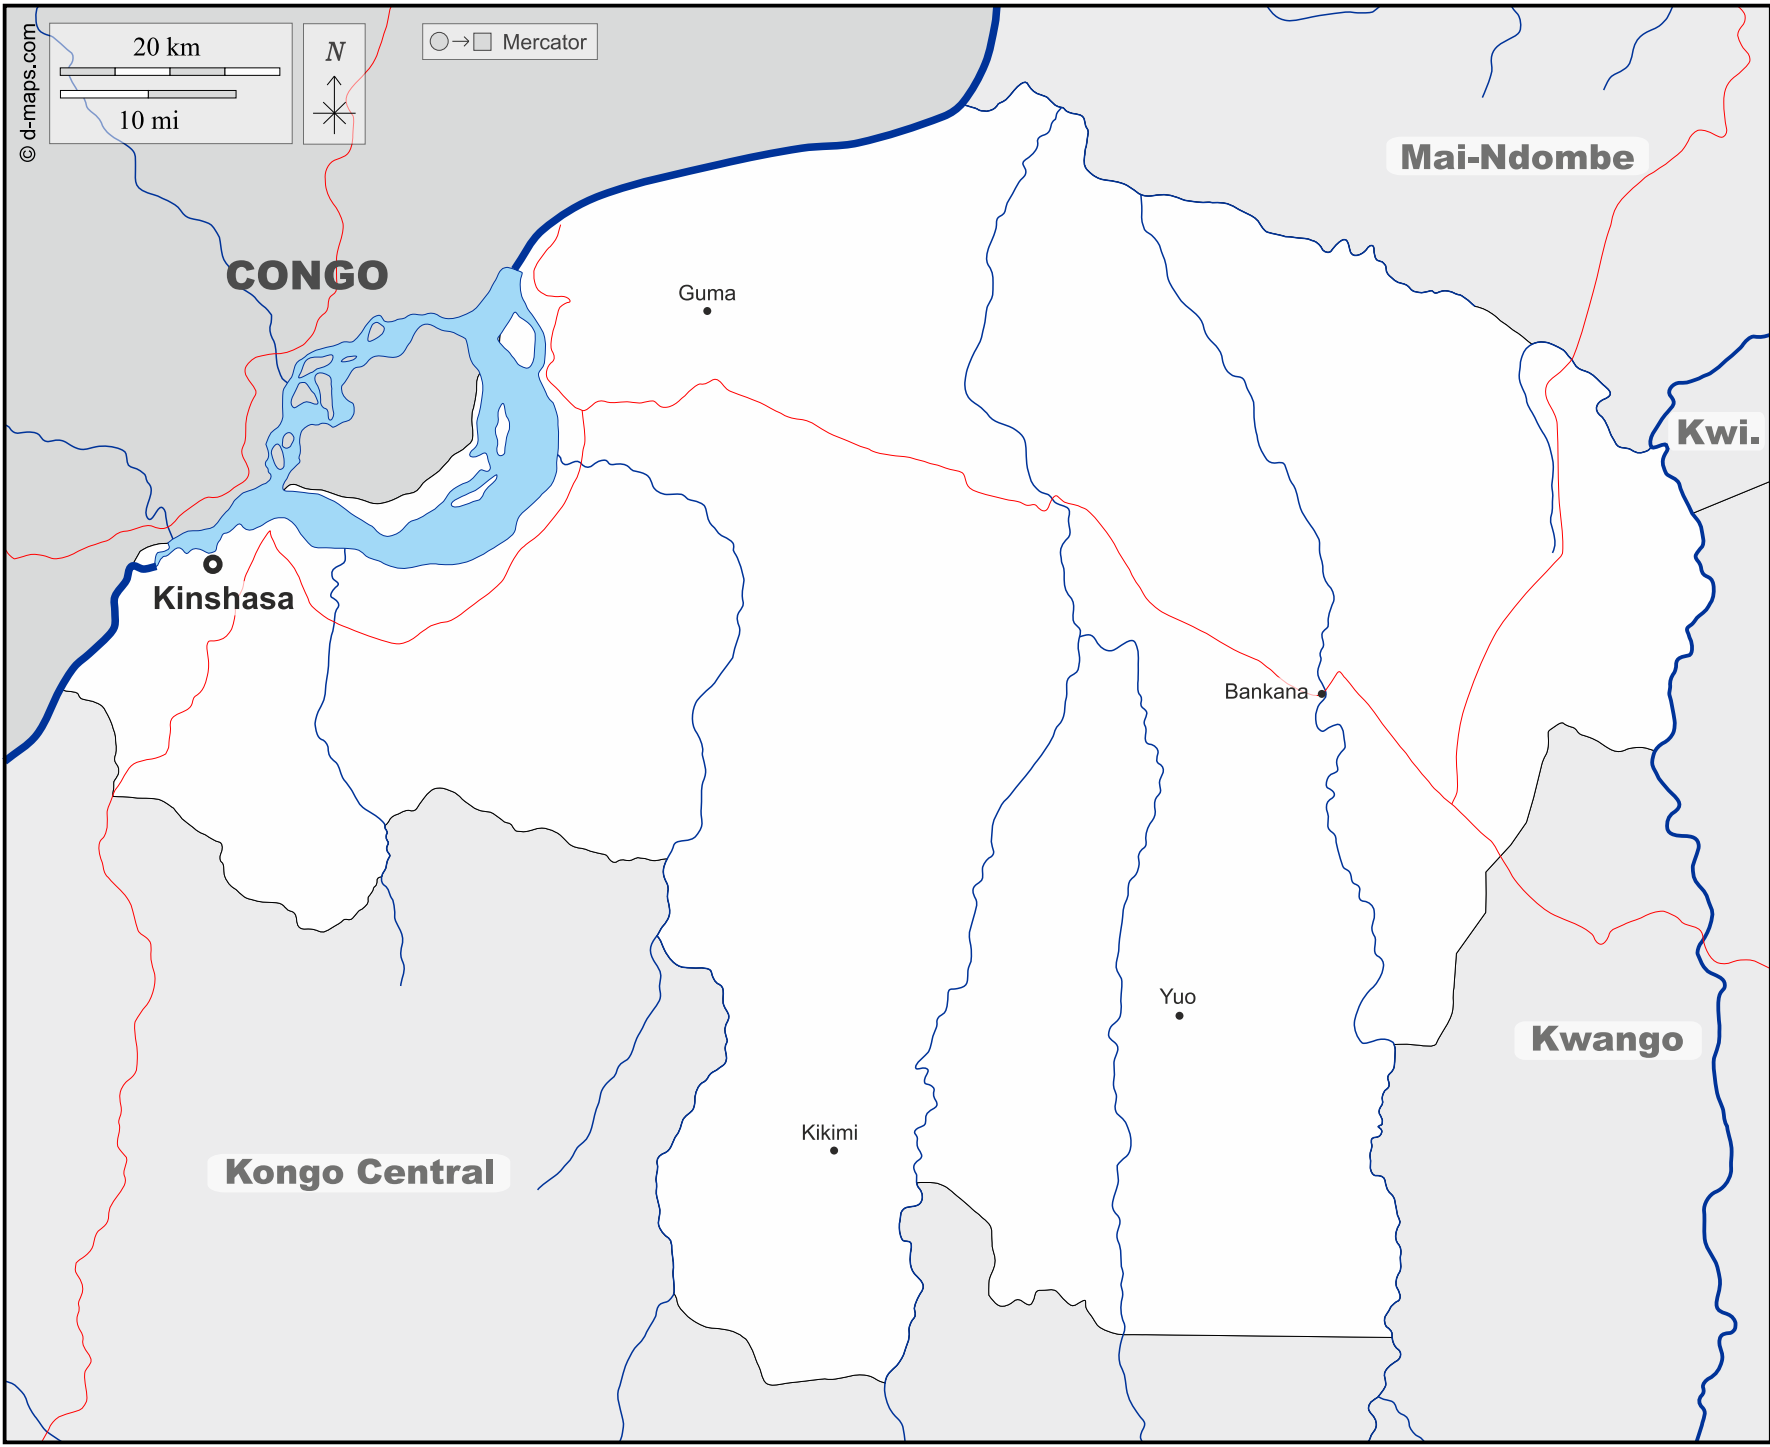 © d-maps.com
20 km
10 mi
N
Mercator
Mai-Ndombe
CONGO
Guma
Kwi.
Kinshasa
Bankana
Yuo
Kwango
Kikimi
Kongo Central